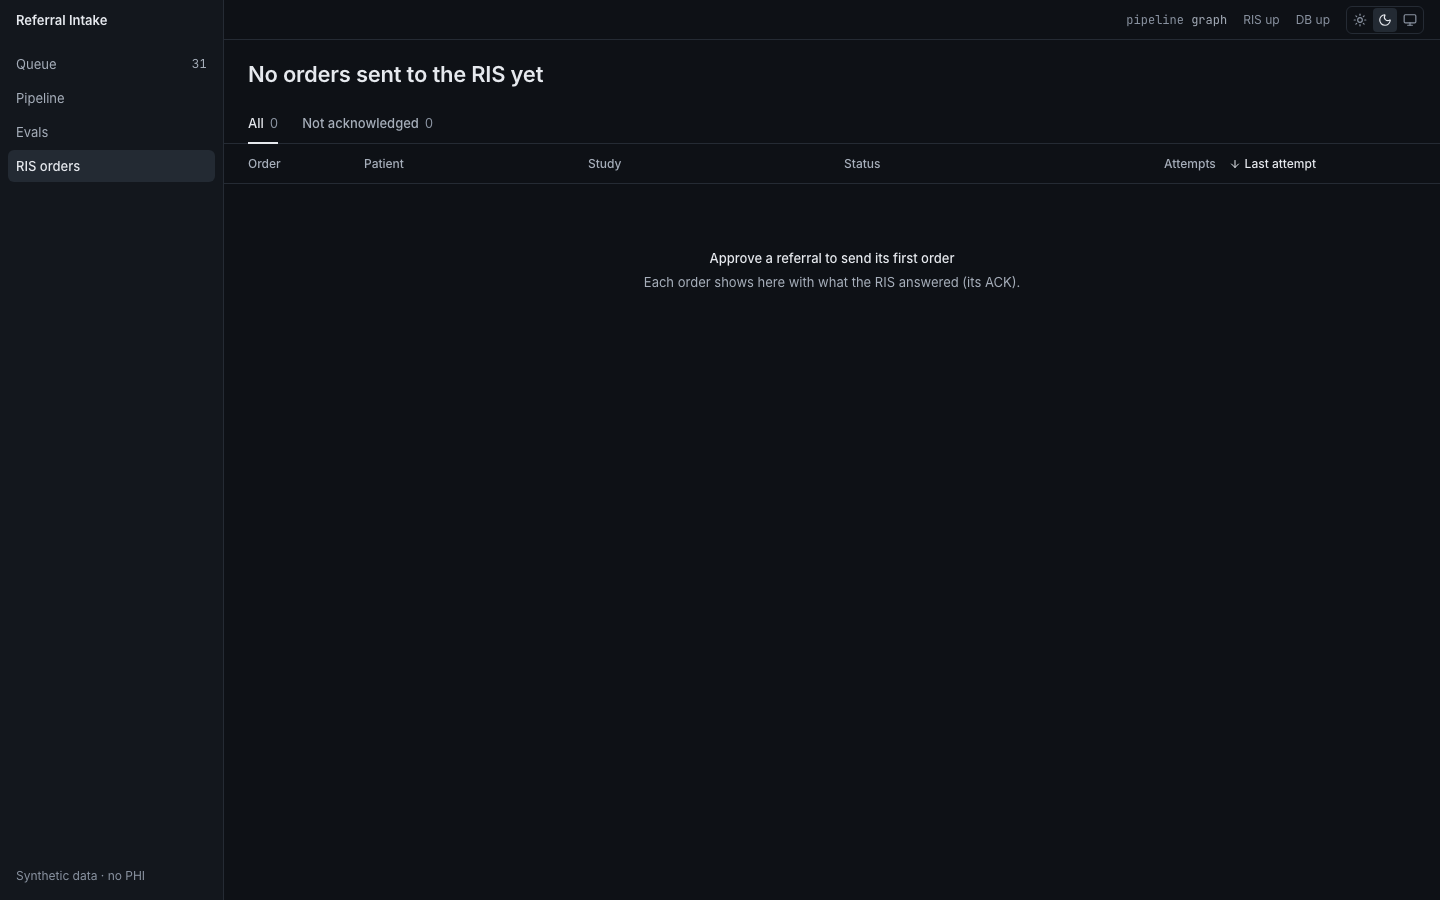 Referral Intake
pipeline graph RIS up DB up
Queue 31
Pipeline
Evals
RIS orders
No orders sent to the RIS yet
All 0 Not acknowledged 0
Order Patient Study Status Attempts ↓ Last attempt
Approve a referral to send its first order
Each order shows here with what the RIS answered (its ACK).
Synthetic data · no PHI